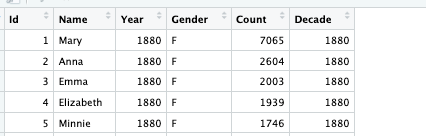 Id Name Year Gender Count Decade
1 Mary 1880 F 7065 1880
2 Anna 1880 F 2604 1880
3 Emma 1880 F 2003 1880
4 Elizabeth 1880 F 1939 1880
5 Minnie 1880 F 1746 1880